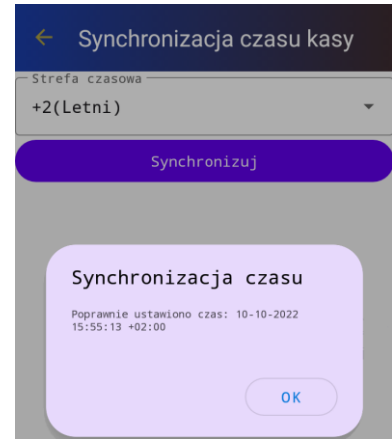 Synchronizacja czasu kasy
Strefa czasowa
+2(Letni)
Synchronizuj
Synchronizacja czasu
Poprawnie ustawiono czas: 10-10-2022
15:55:13 +02:00
OK